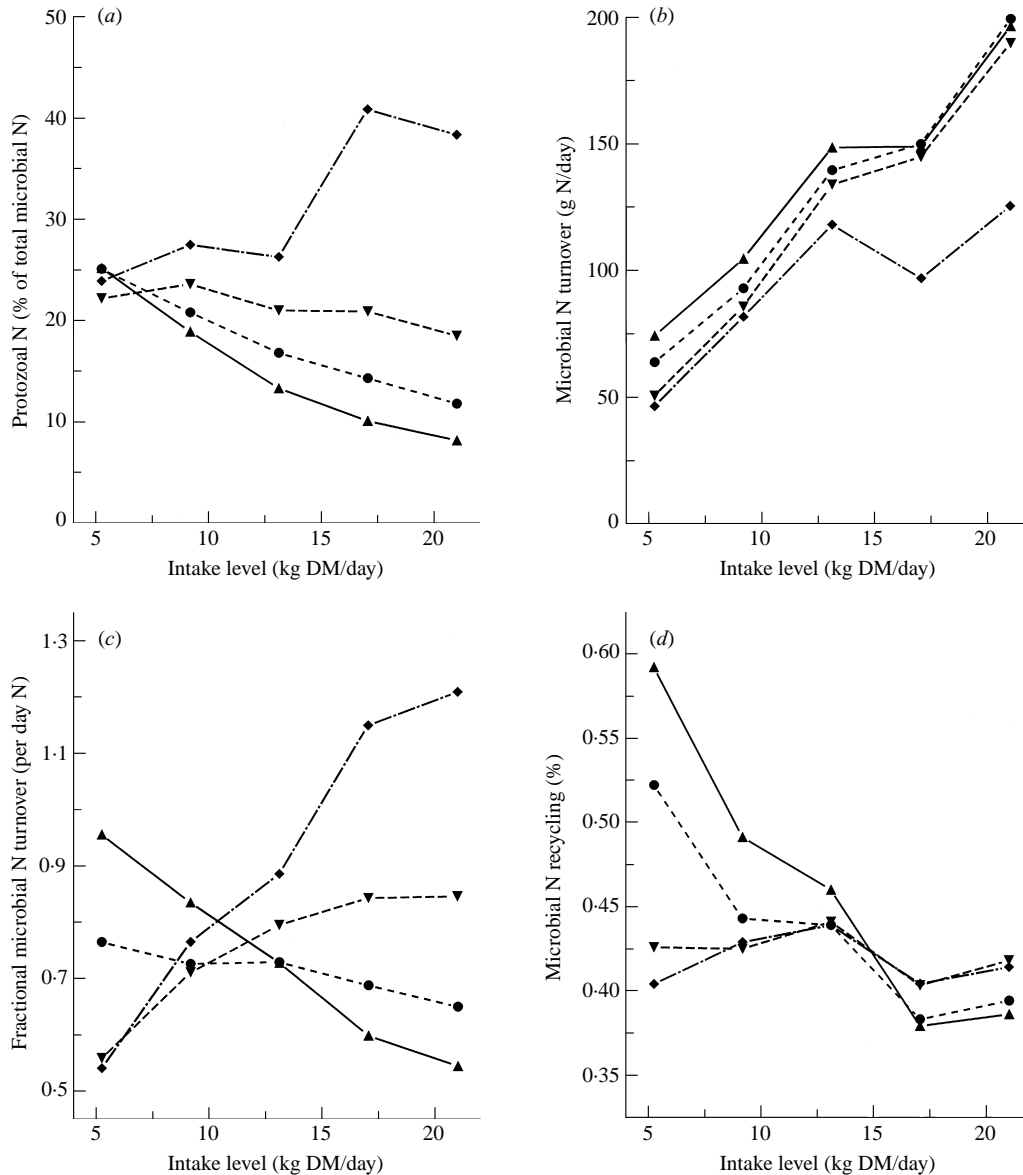 (a)
50
40
30
20
10
0
Protozoal N (% of total microbial N)
5 10 15 20
Intake level (kg DM/day)
(b)
200
150
100
50
0
Microbial N turnover (g N/day)
5 10 15 20
Intake level (kg DM/day)
(c)
1·3
1·1
0·9
0·7
0·5
Fractional microbial N turnover (per day N)
5 10 15 20
Intake level (kg DM/day)
(d)
0·60
0·55
0·50
0·45
0·40
0·35
Microbial N recycling (%)
5 10 15 20
Intake level (kg DM/day)